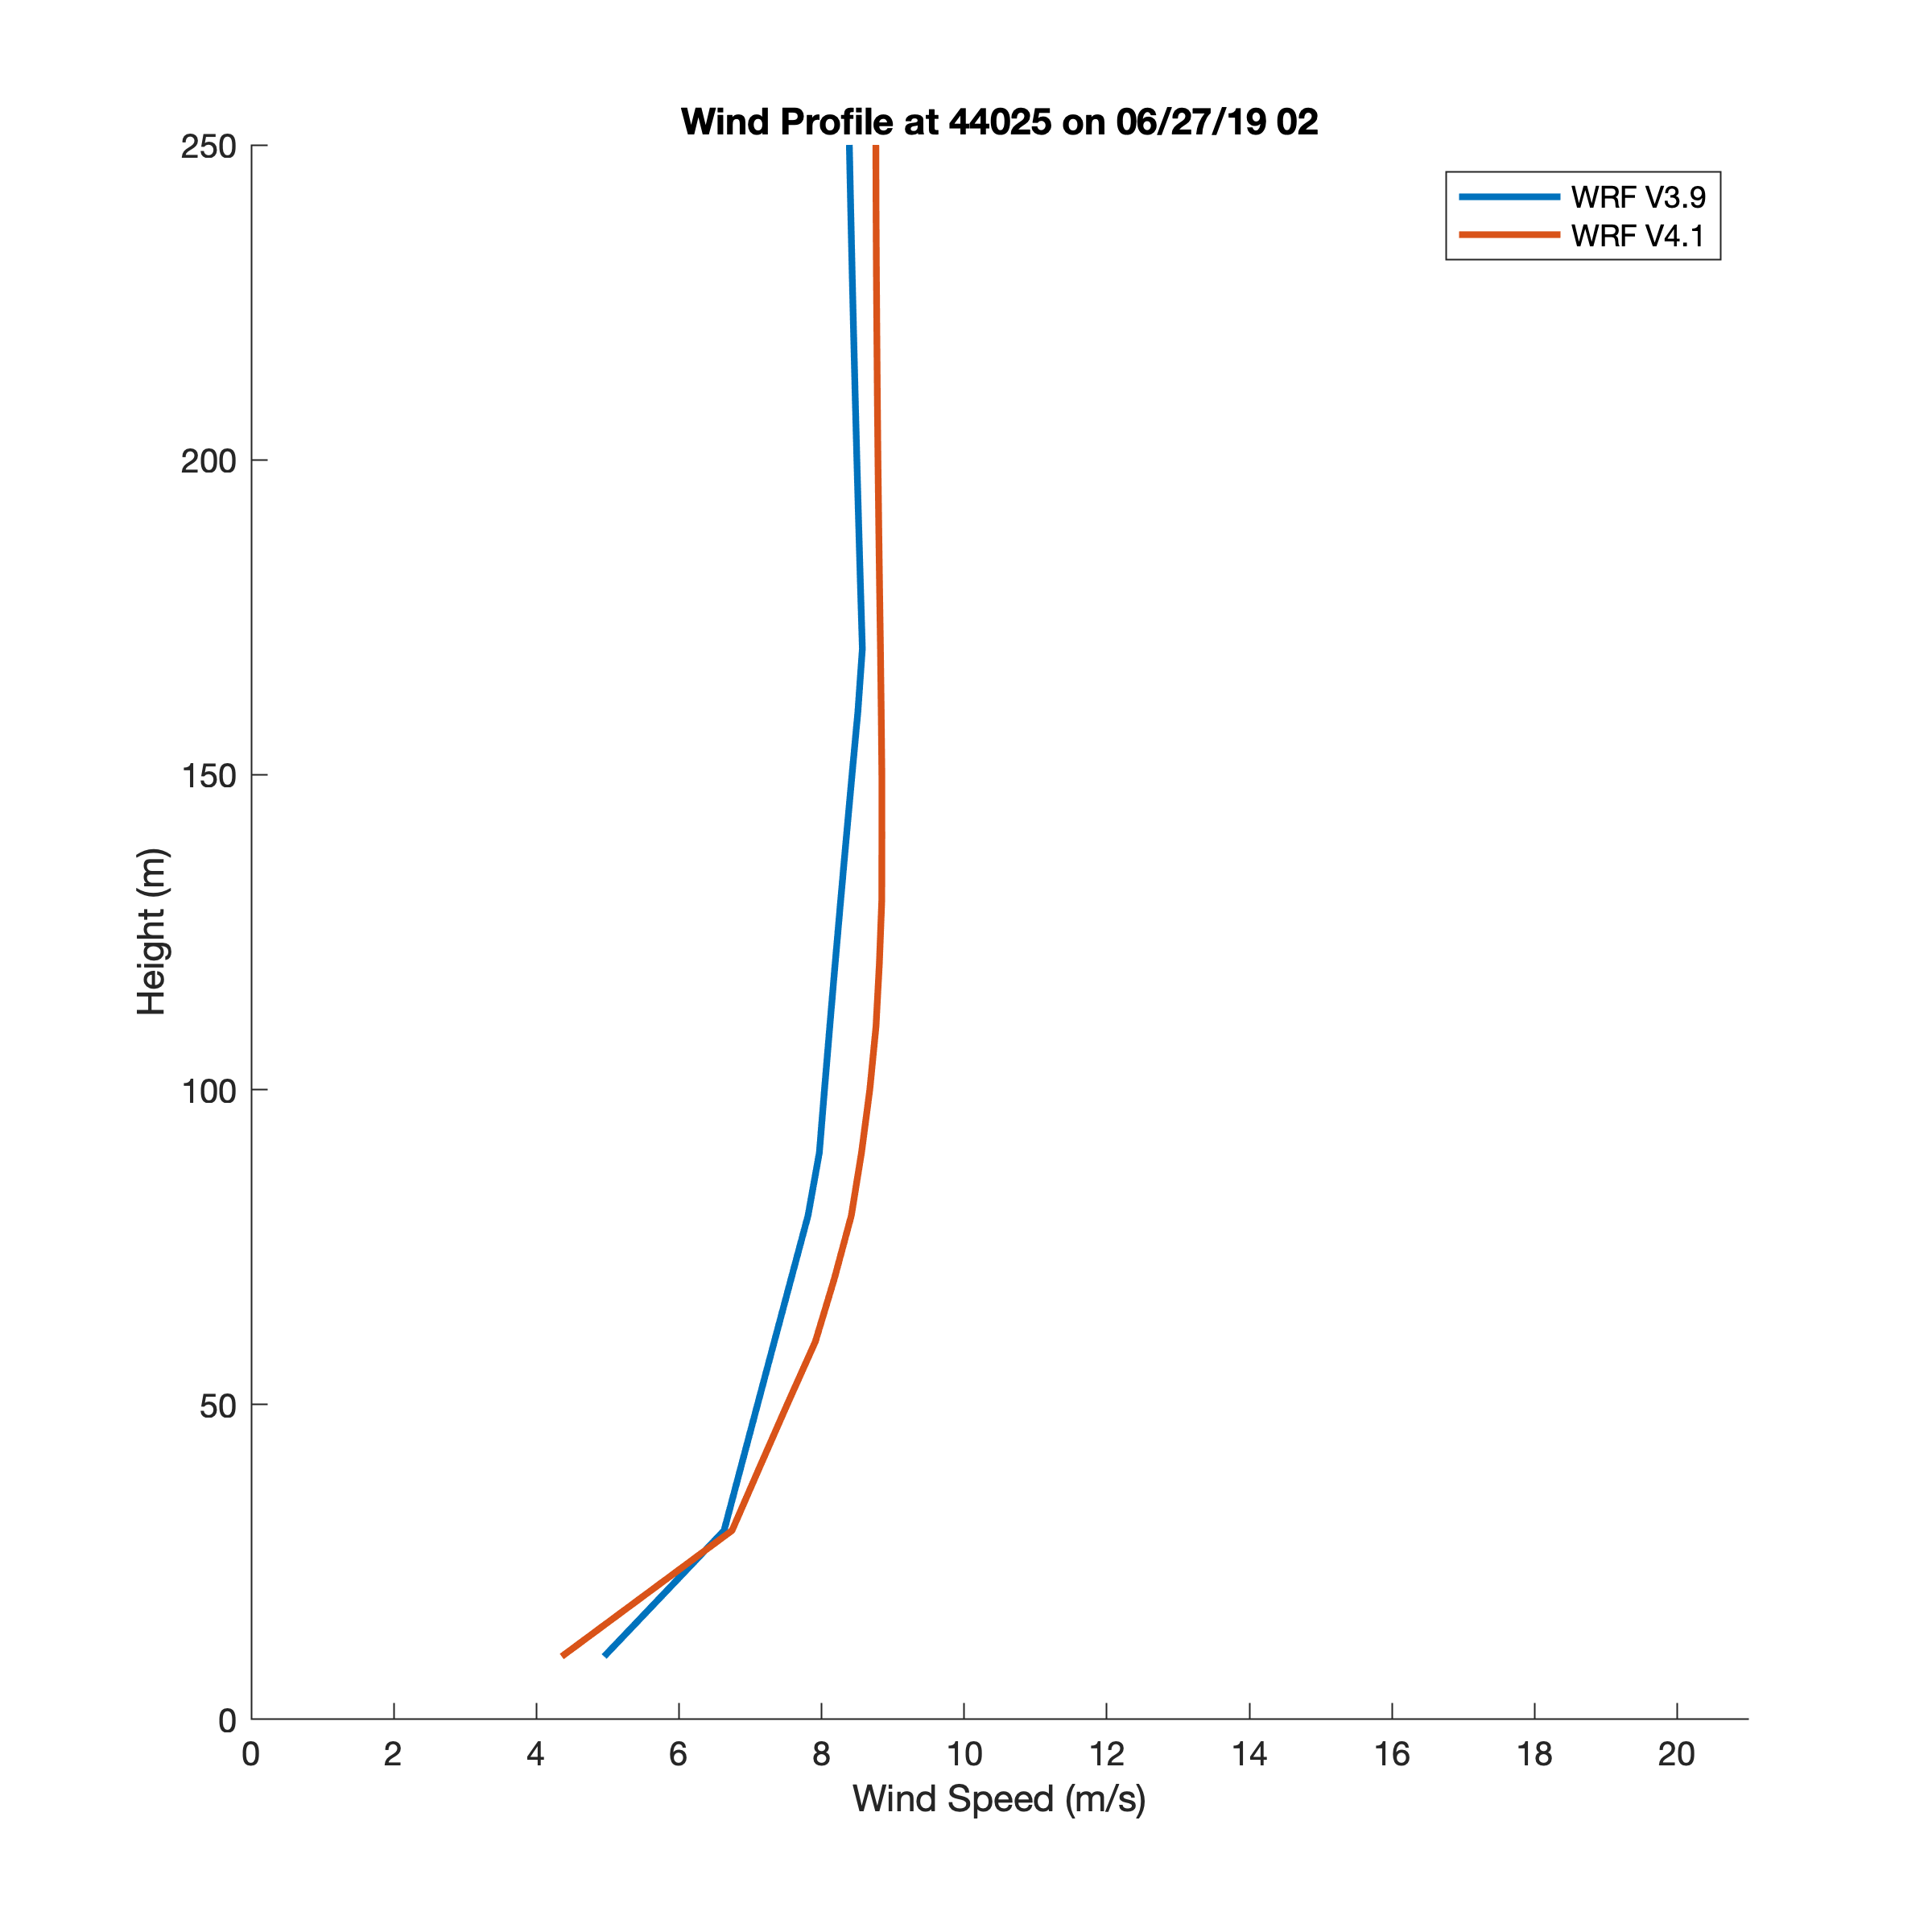 Wind Profile at 44025 on 06/27/19 02
WRF V3.9
WRF V4.1
250
200
150
100
50
0
Height (m)
0 2 4 6 8 10 12 14 16 18 20
Wind Speed (m/s)